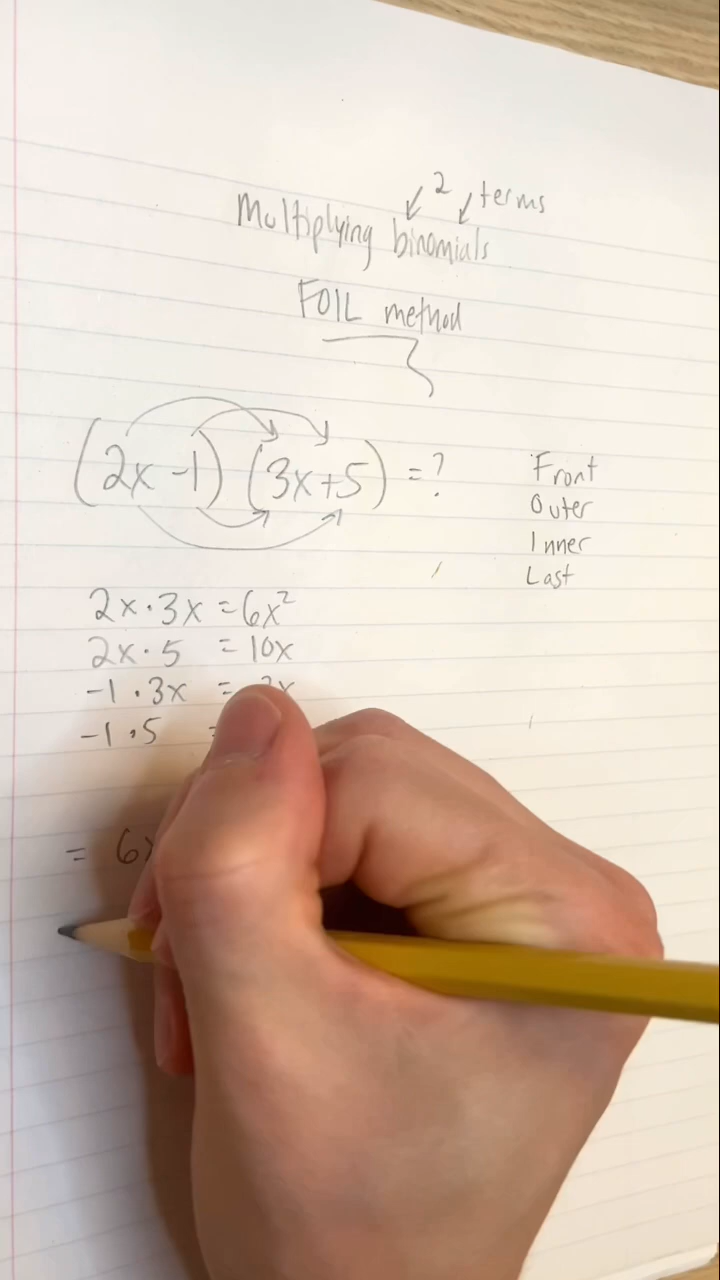 2 terms
Multiplying binomials
FOIL method
(2x -1) (3x+5) = ?
Front
Outer
Inner
Last
2x · 3x = 6x²
2x · 5 = 10x
-1 · 3x =
-1 · 5
= 6x